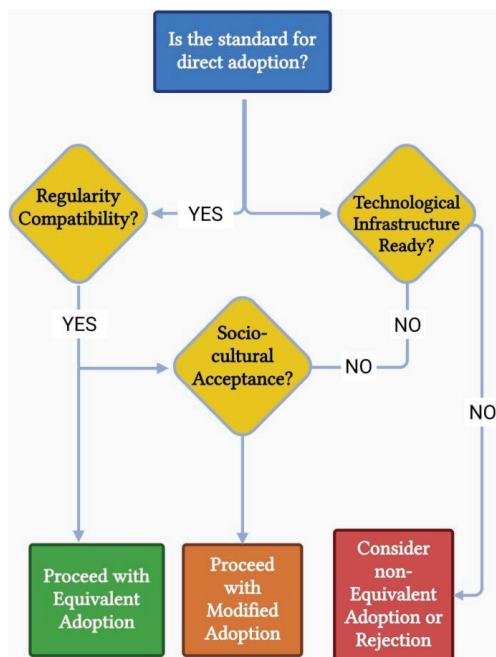 Is the standard for
direct adoption?
Regularity
Compatibility?
YES
Technological
Infrastructure
Ready?
YES
Socio-
cultural
Acceptance?
NO
NO
NO
Proceed with
Equivalent
Adoption
Proceed
with
Modified
Adoption
Consider
non-
Equivalent
Adoption or
Rejection